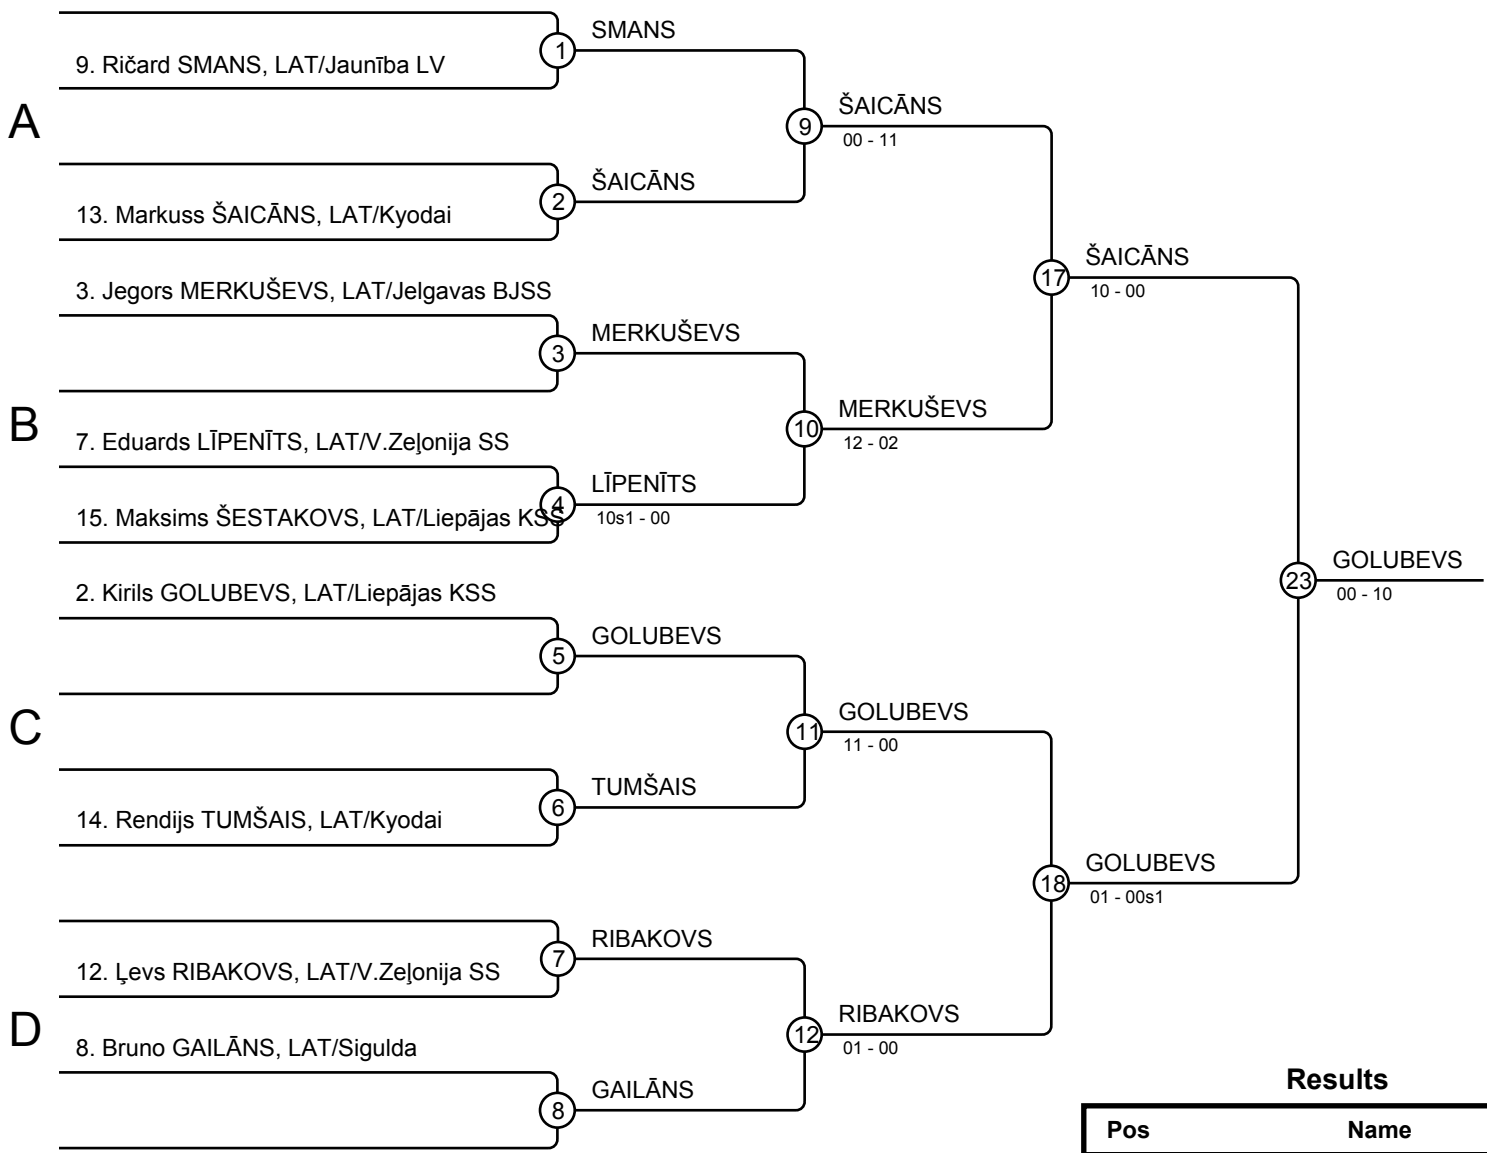 SMANS
1
9. Ričard SMANS, LAT/Jaunība LV
A
ŠAICĀNS
9
00 - 11
ŠAICĀNS
2
13. Markuss ŠAICĀNS, LAT/Kyodai
ŠAICĀNS
17
10 - 00
3. Jegors MERKUŠEVS, LAT/Jelgavas BJSS
MERKUŠEVS
3
B
MERKUŠEVS
10
12 - 02
7. Eduards LĪPENĪTS, LAT/V.Zeļonija SS
LĪPENĪTS
4
10s1 - 00
15. Maksims ŠESTAKOVS, LAT/Liepājas KSS
GOLUBEVS
23
00 - 10
2. Kirils GOLUBEVS, LAT/Liepājas KSS
GOLUBEVS
5
C
GOLUBEVS
11
11 - 00
TUMŠAIS
6
14. Rendijs TUMŠAIS, LAT/Kyodai
GOLUBEVS
18
01 - 00s1
RIBAKOVS
7
12. Ļevs RIBAKOVS, LAT/V.Zeļonija SS
D
RIBAKOVS
12
01 - 00
8. Bruno GAILĀNS, LAT/Sigulda
GAILĀNS
8
Results
Pos Name